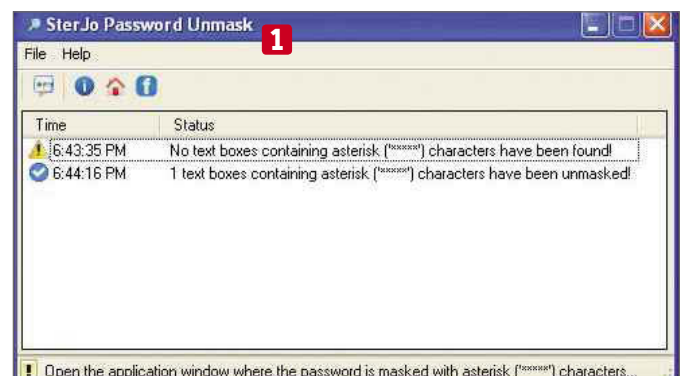 SterJo Password Unmask
1
File Help
Time Status
6:43:35 PM No text boxes containing asterisk ('*****') characters have been found!
6:44:16 PM 1 text boxes containing asterisk ('*****') characters have been unmasked!
Open the application window where the password is masked with asterisk ('*****') characters...